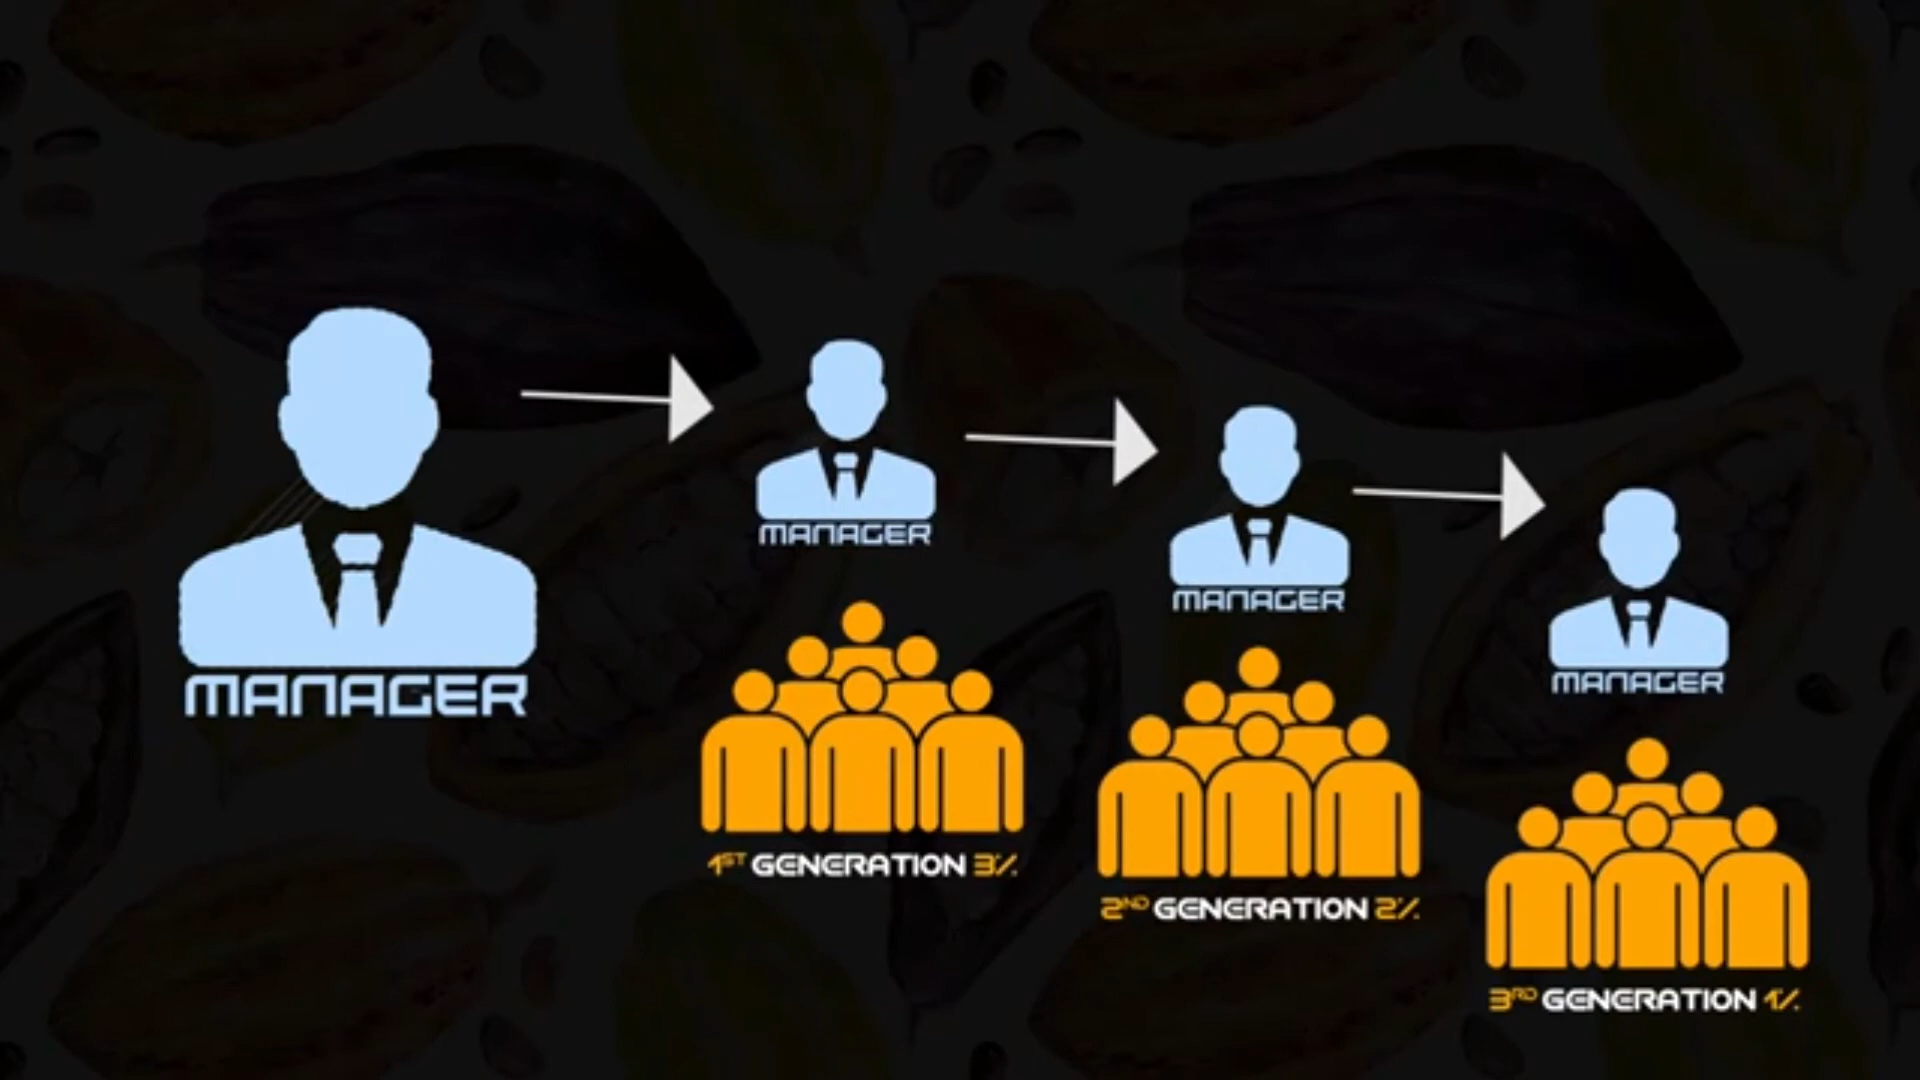 MANAGER
MANAGER
MANAGER
MANAGER
1ST GENERATION 3%
2ND GENERATION 2%
3RD GENERATION 1%